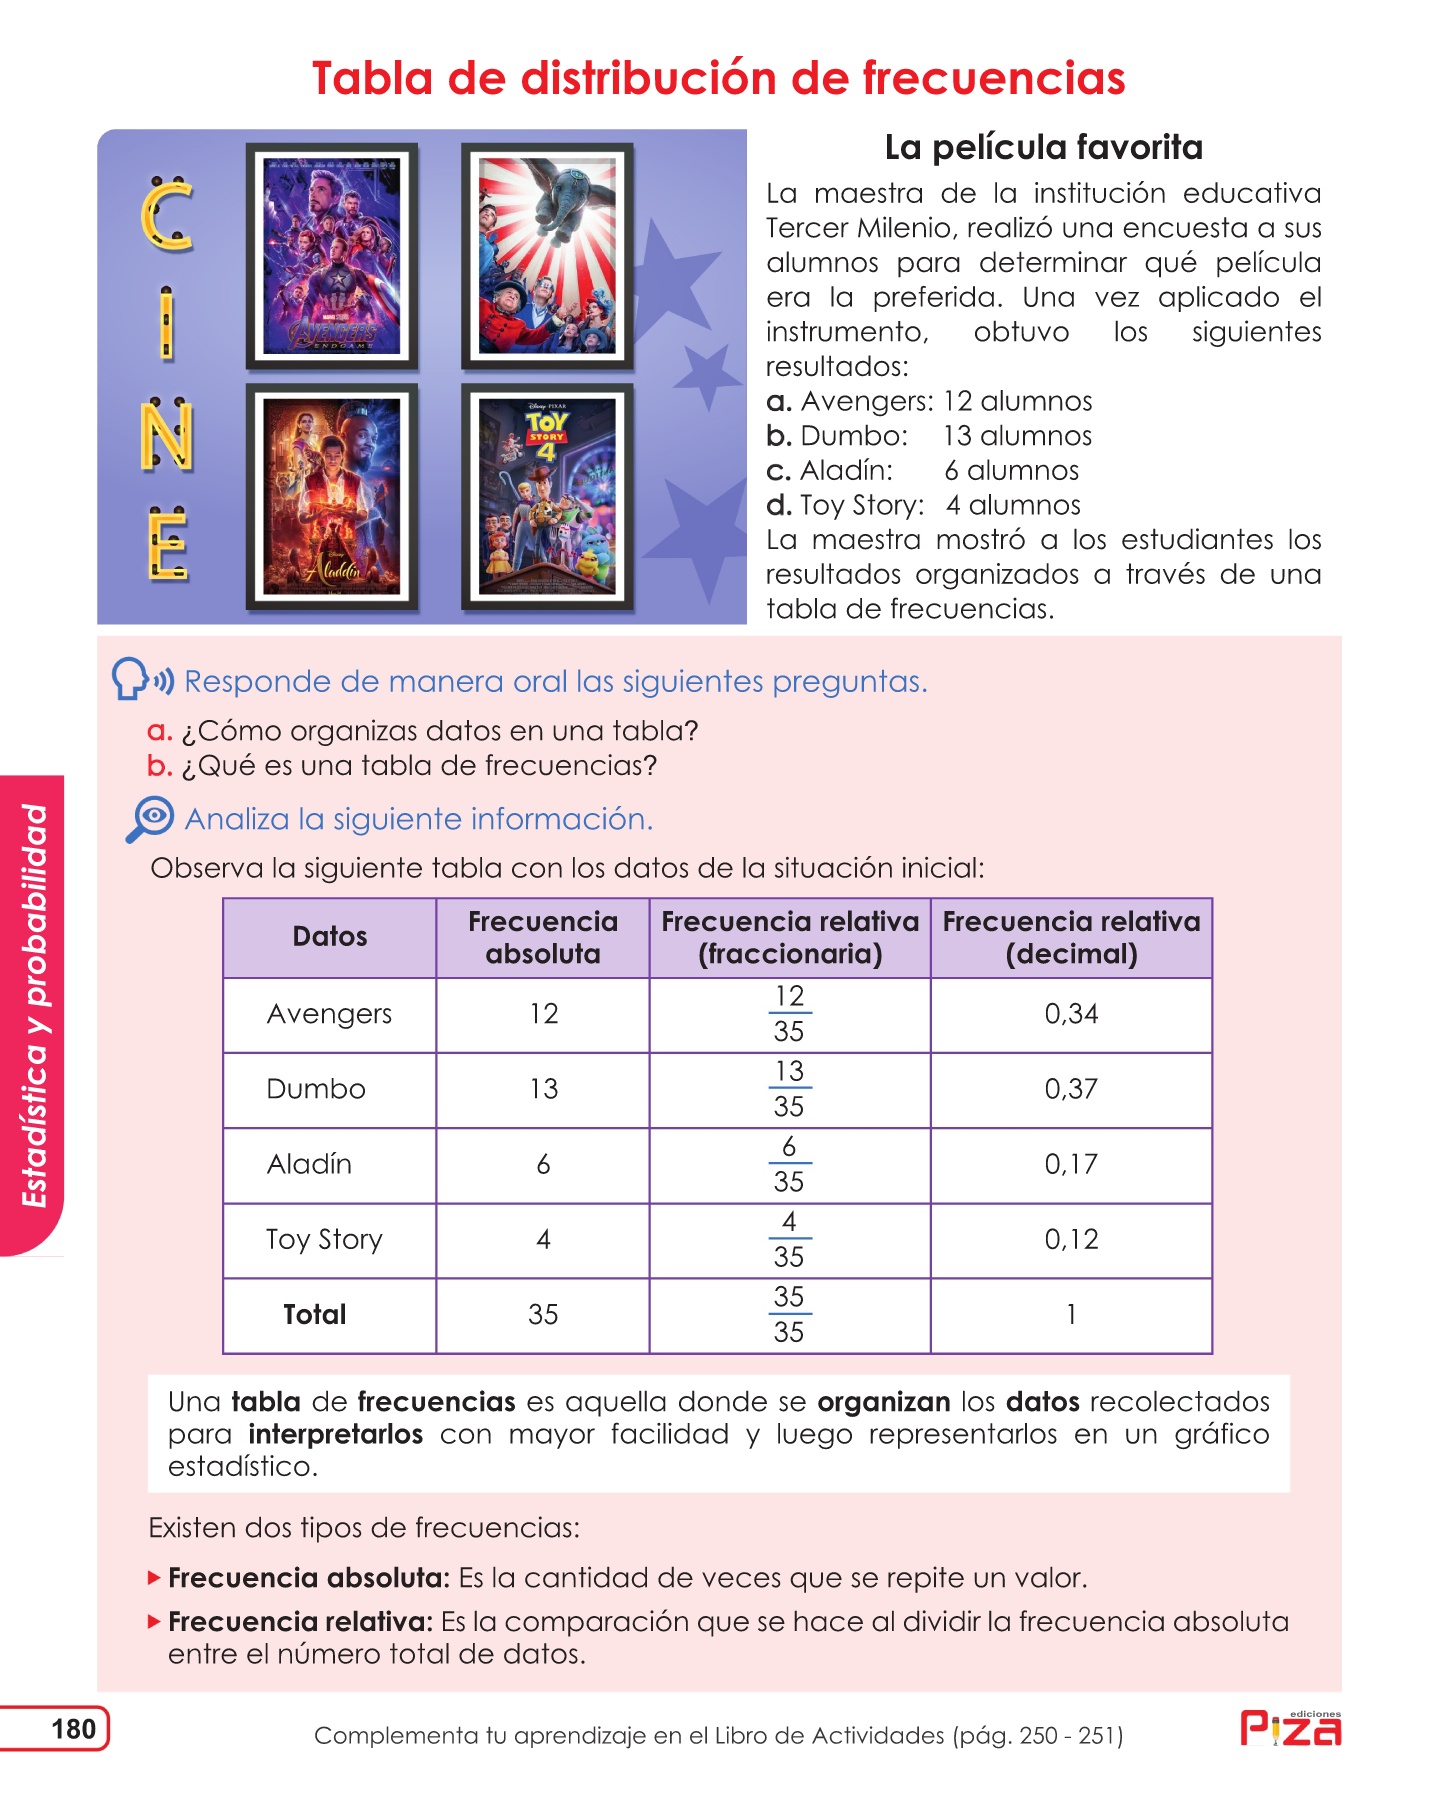 Tabla de distribución de frecuencias
C
I
N
E
AVENGERS
ENDGAME
Disney
Aladdin
Disney PIXAR
TOY
STORY
4
La película favorita
La maestra de la institución educativa
Tercer Milenio, realizó una encuesta a sus
alumnos para determinar qué película
era la preferida. Una vez aplicado el
instrumento, obtuvo los siguientes
resultados:
a. Avengers: 12 alumnos
b. Dumbo: 13 alumnos
c. Aladín: 6 alumnos
d. Toy Story: 4 alumnos
La maestra mostró a los estudiantes los
resultados organizados a través de una
tabla de frecuencias.
Responde de manera oral las siguientes preguntas.
a. ¿Cómo organizas datos en una tabla?
b. ¿Qué es una tabla de frecuencias?
Analiza la siguiente información.
Observa la siguiente tabla con los datos de la situación inicial:
Datos
Frecuencia
absoluta
Frecuencia relativa
(fraccionaria)
Frecuencia relativa
(decimal)
Avengers 12 12/35 0,34
Dumbo 13 13/35 0,37
Aladín 6 6/35 0,17
Toy Story 4 4/35 0,12
Total 35 35/35 1
Una tabla de frecuencias es aquella donde se organizan los datos recolectados
para interpretarlos con mayor facilidad y luego representarlos en un gráfico
estadístico.
Existen dos tipos de frecuencias:
Frecuencia absoluta: Es la cantidad de veces que se repite un valor.
Frecuencia relativa: Es la comparación que se hace al dividir la frecuencia absoluta
entre el número total de datos.
Estadística y probabilidad
180
Complementa tu aprendizaje en el Libro de Actividades (pág. 250 - 251)
ediciones
Piza